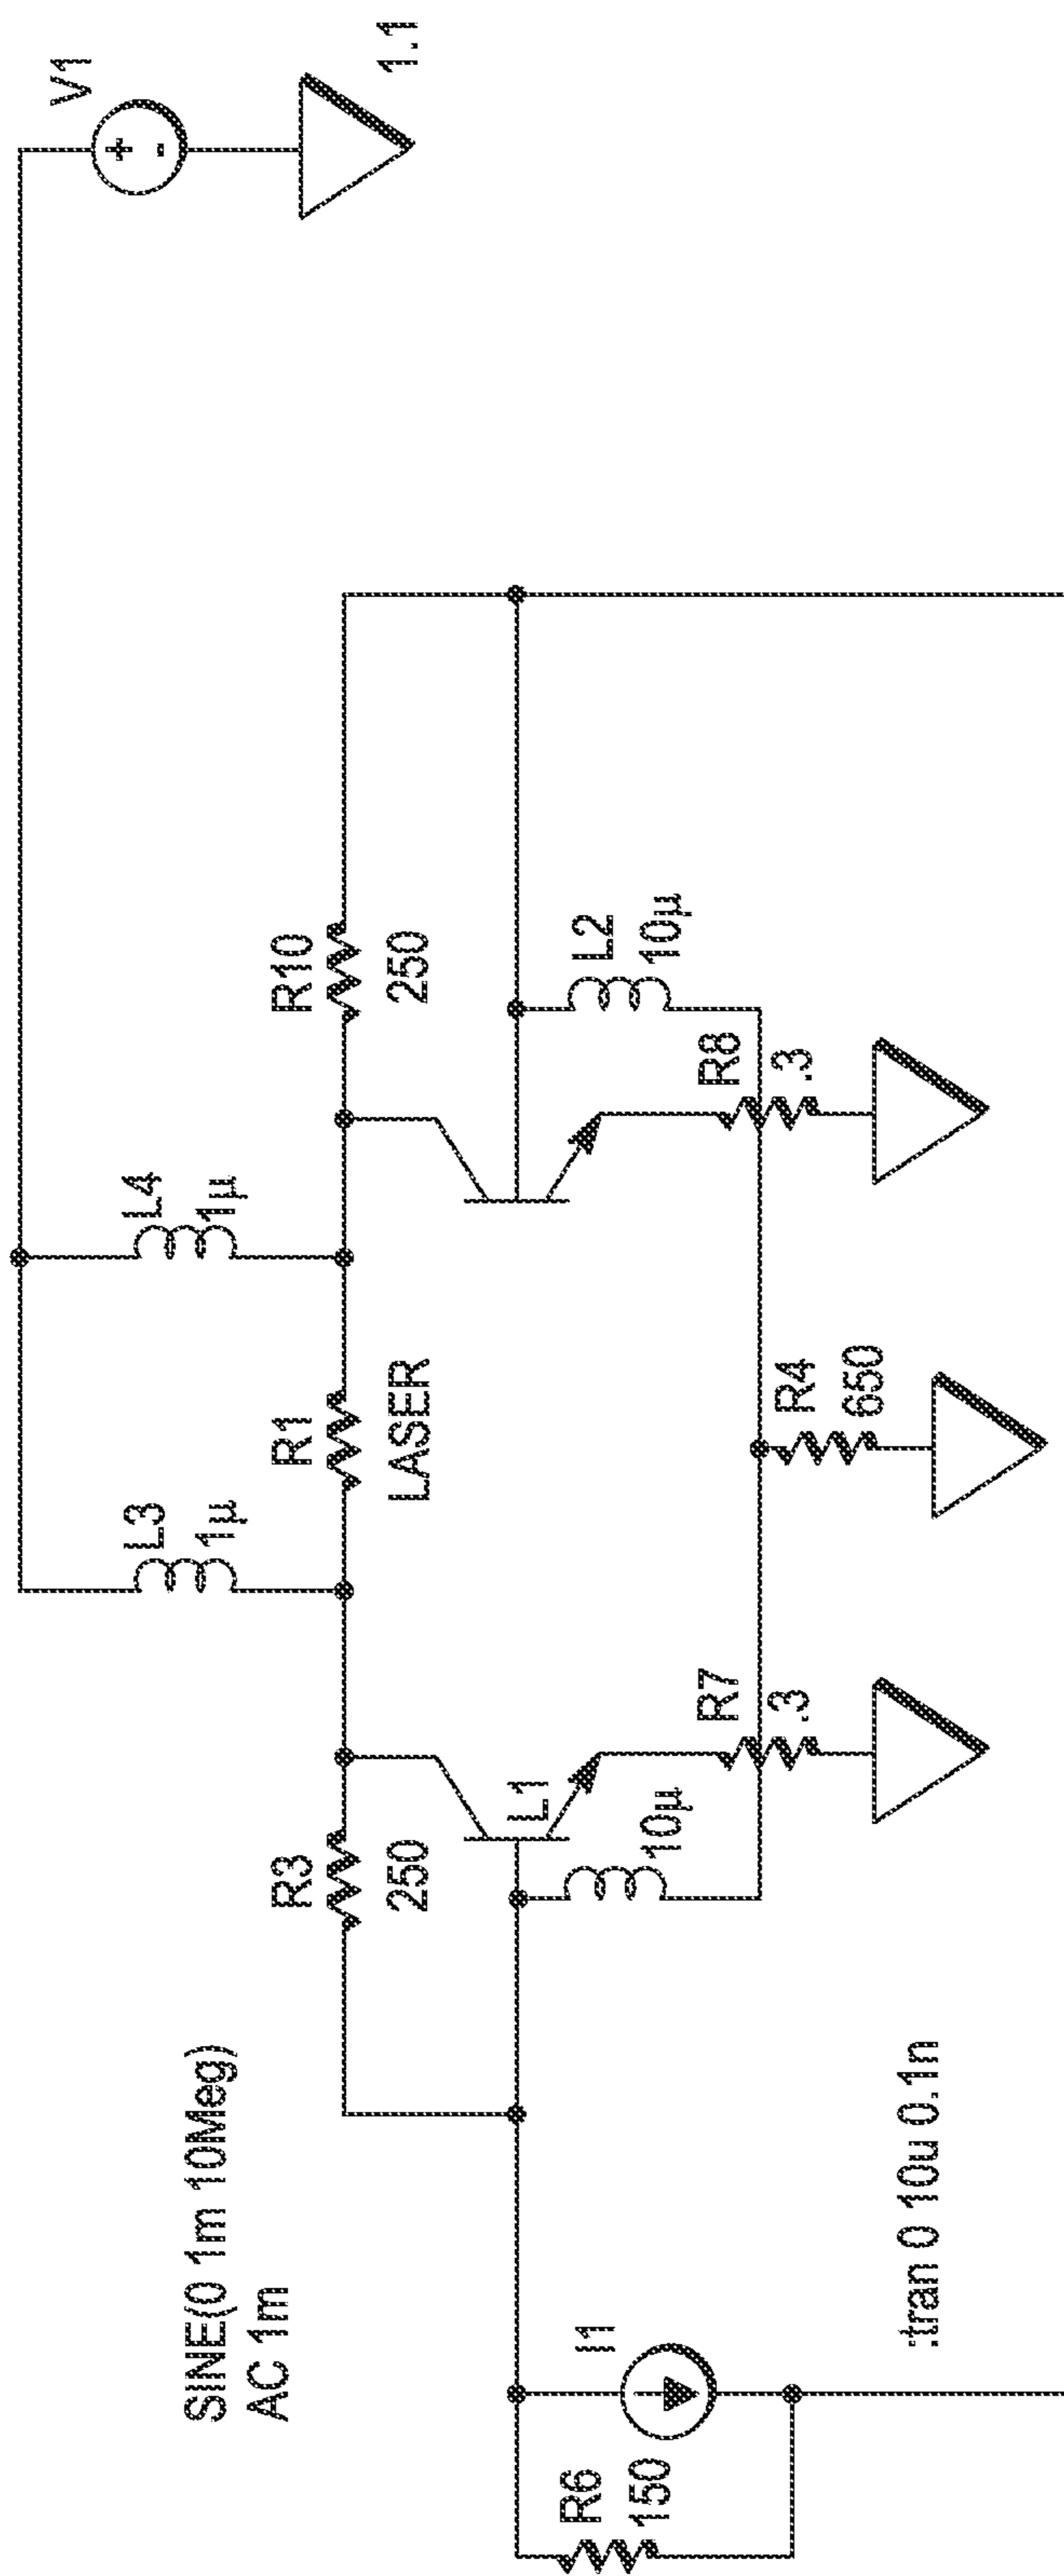 V1
+
-
1.1
L4
1µ
L3
1µ
R10
250
R1
LASER
R3
250
L2
10µ
L1
10µ
R8
.3
R7
.3
R4
650
SINE(0 1m 10Meg)
AC 1m
I1
R6
150
.tran 0 10u 0.1n